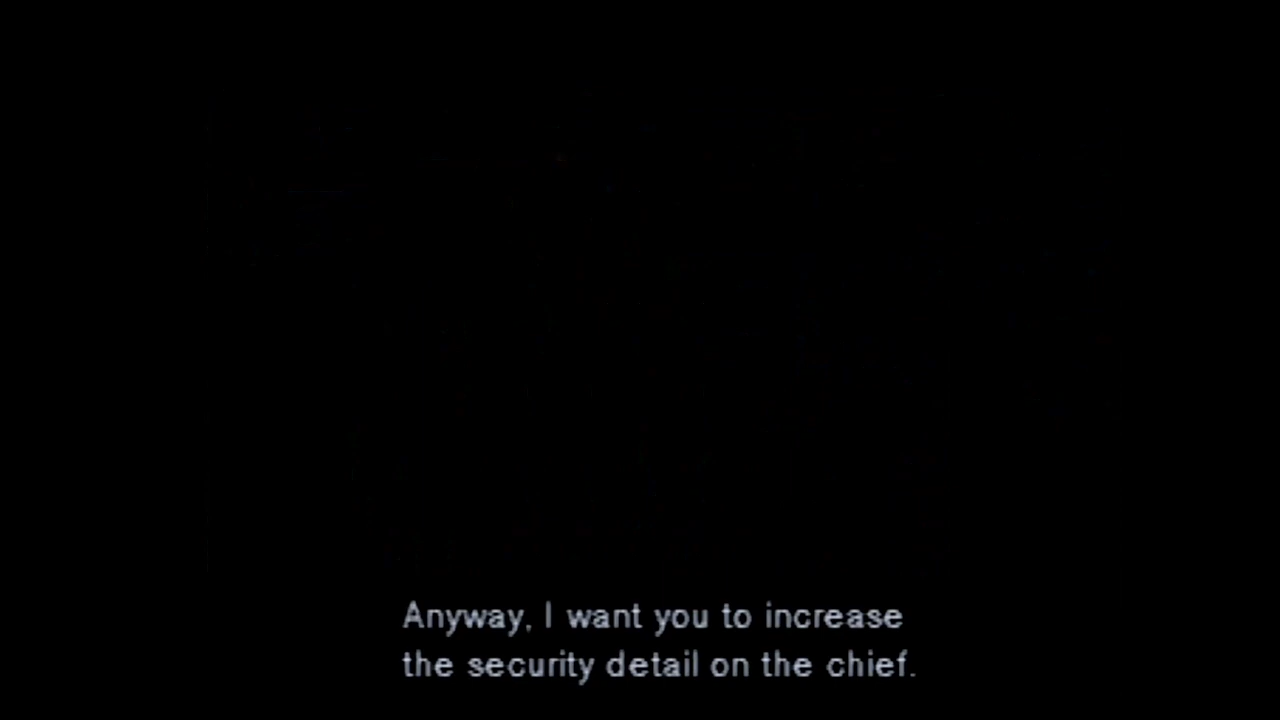 Anyway, I want you to increase
the security detail on the chief.